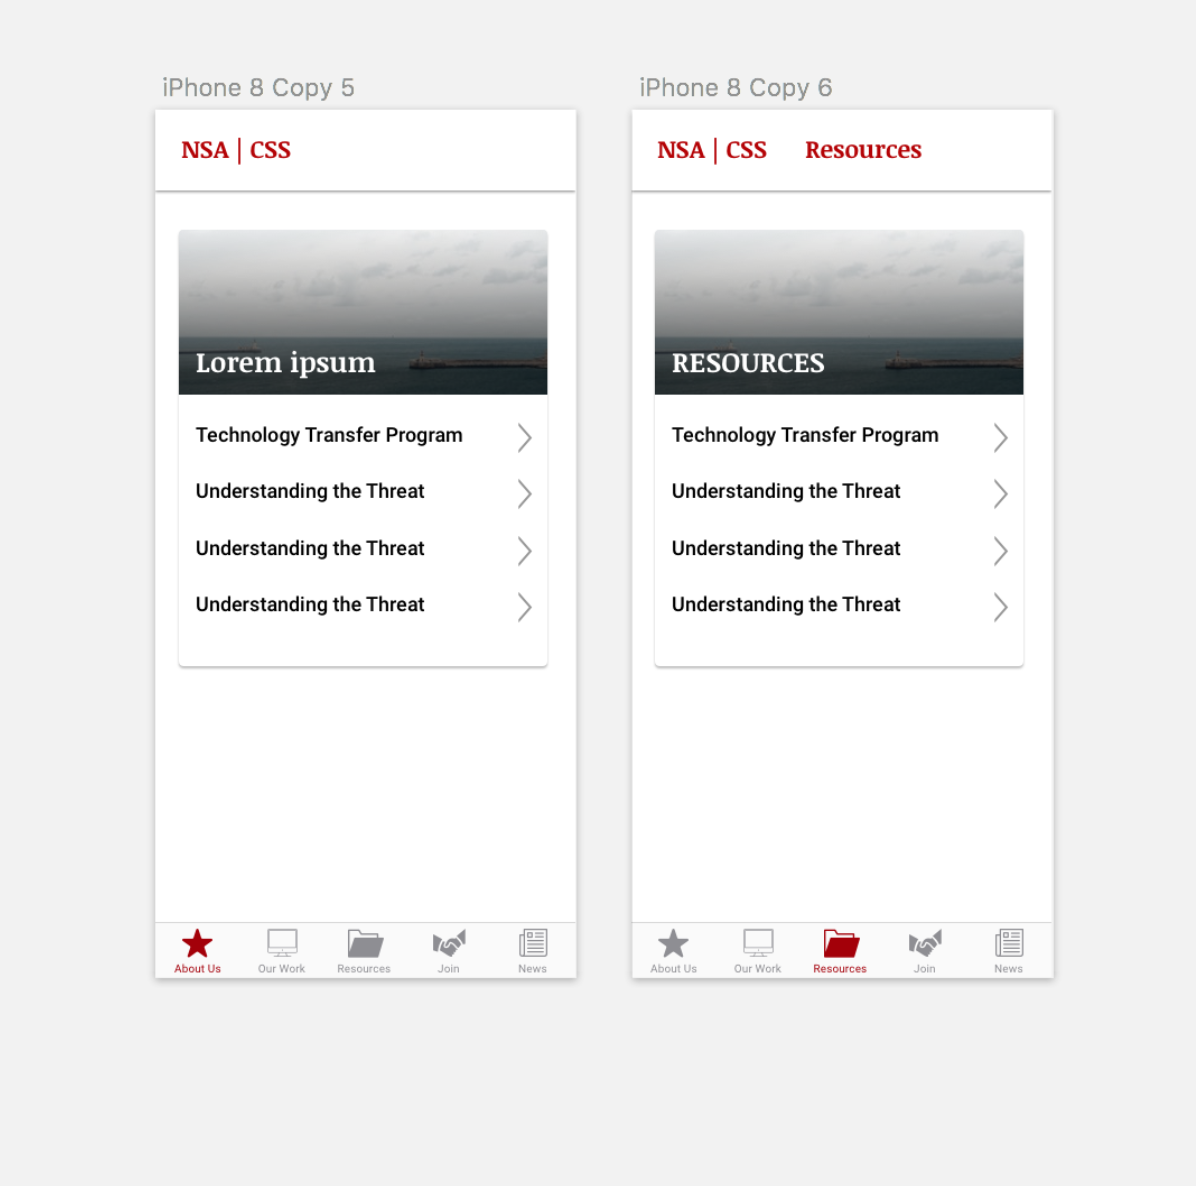 iPhone 8 Copy 5
NSA | CSS
Lorem ipsum
Technology Transfer Program
Understanding the Threat
Understanding the Threat
Understanding the Threat
About Us
Our Work
Resources
Join
News
iPhone 8 Copy 6
NSA | CSS Resources
RESOURCES
Technology Transfer Program
Understanding the Threat
Understanding the Threat
Understanding the Threat
About Us
Our Work
Resources
Join
News